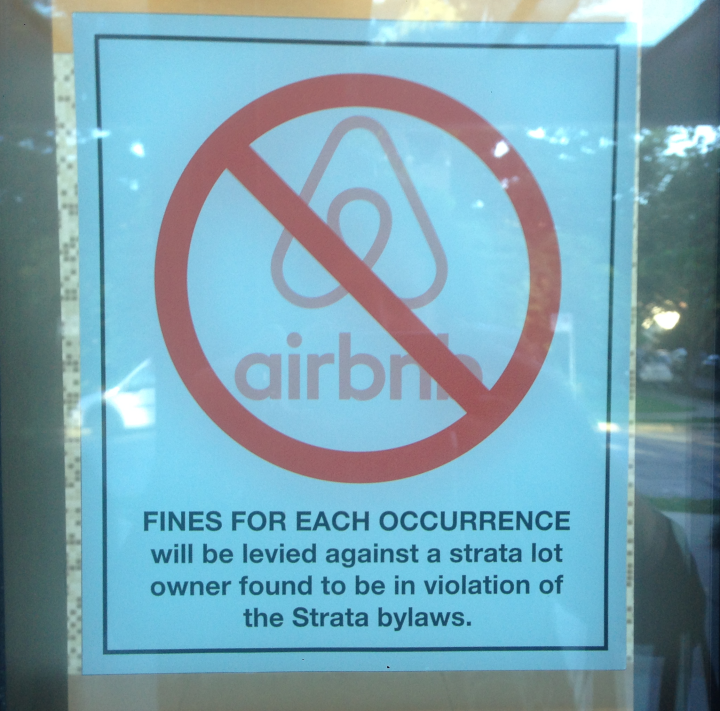 airbnb
FINES FOR EACH OCCURRENCE
will be levied against a strata lot
owner found to be in violation of
the Strata bylaws.